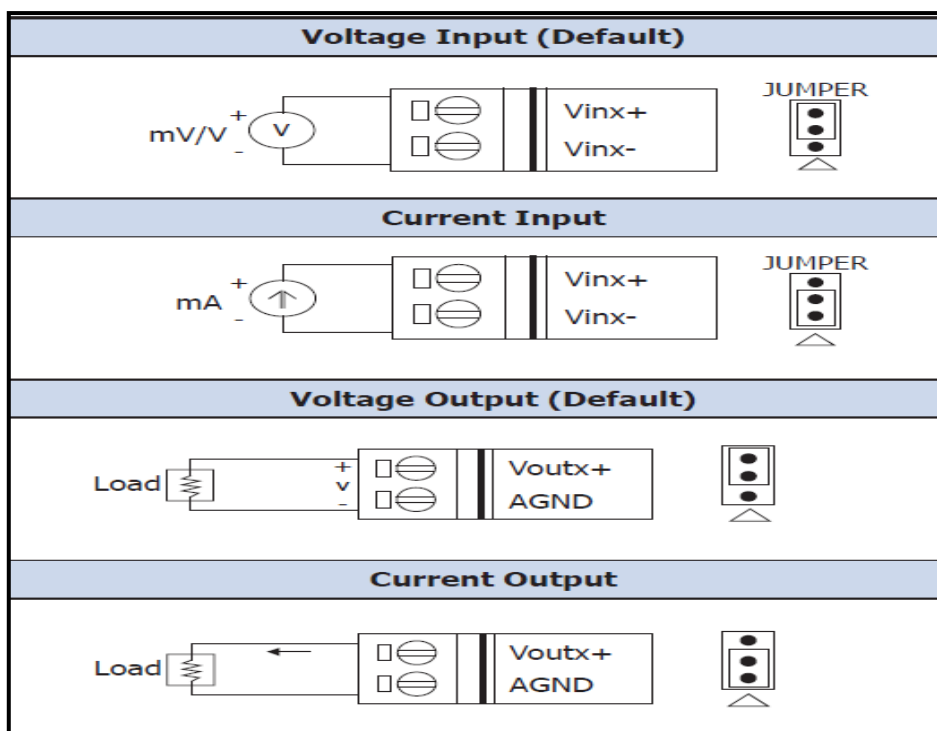 Voltage Input (Default)
JUMPER
+
mV/V
V
-
Vinx+
Vinx-
Current Input
JUMPER
+
mA
-
Vinx+
Vinx-
Voltage Output (Default)
Load
+
v
-
Voutx+
AGND
Current Output
Load
Voutx+
AGND